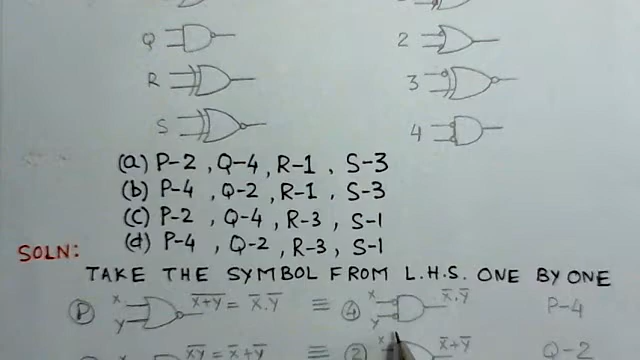 Q 2
R 3
S 4
(a) P-2 , Q-4 , R-1 , S-3
(b) P-4 , Q-2 , R-1 , S-3
(c) P-2 , Q-4 , R-3 , S-1
(d) P-4 , Q-2 , R-3 , S-1
SOLN:
TAKE THE SYMBOL FROM L.H.S. ONE BY ONE
P x y x̅+̅y̅ = x̅.y̅ ≡ 4 x y x̅.y̅ P-4
x̅y̅ = x̅+y̅ ≡ 2 x x̅+y̅ Q-2